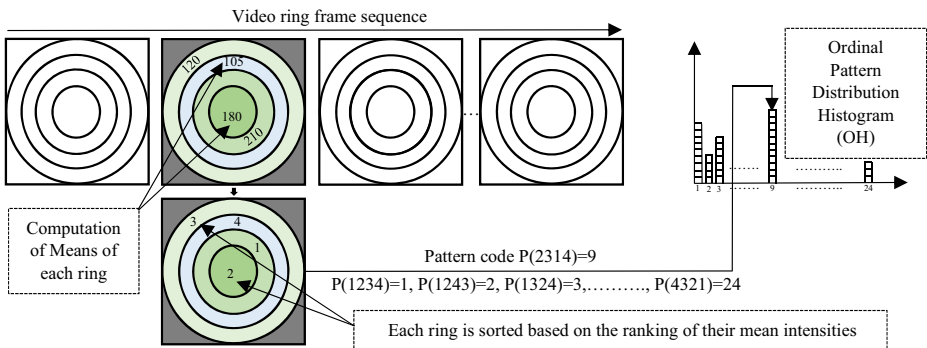 Video ring frame sequence
120
105
180
210
......
Computation
of Means of
each ring
3
4
1
2
Pattern code P(2314)=9
P(1234)=1, P(1243)=2, P(1324)=3,………., P(4321)=24
Each ring is sorted based on the ranking of their mean intensities
Ordinal
Pattern
Distribution
Histogram
(OH)
1 2 3 ........ 9 ............. 24